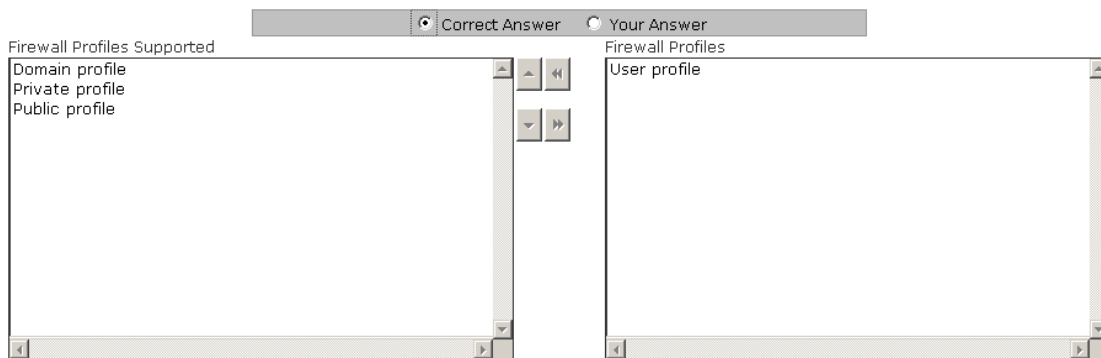 Correct Answer Your Answer
Firewall Profiles Supported
Domain profile
Private profile
Public profile
Firewall Profiles
User profile